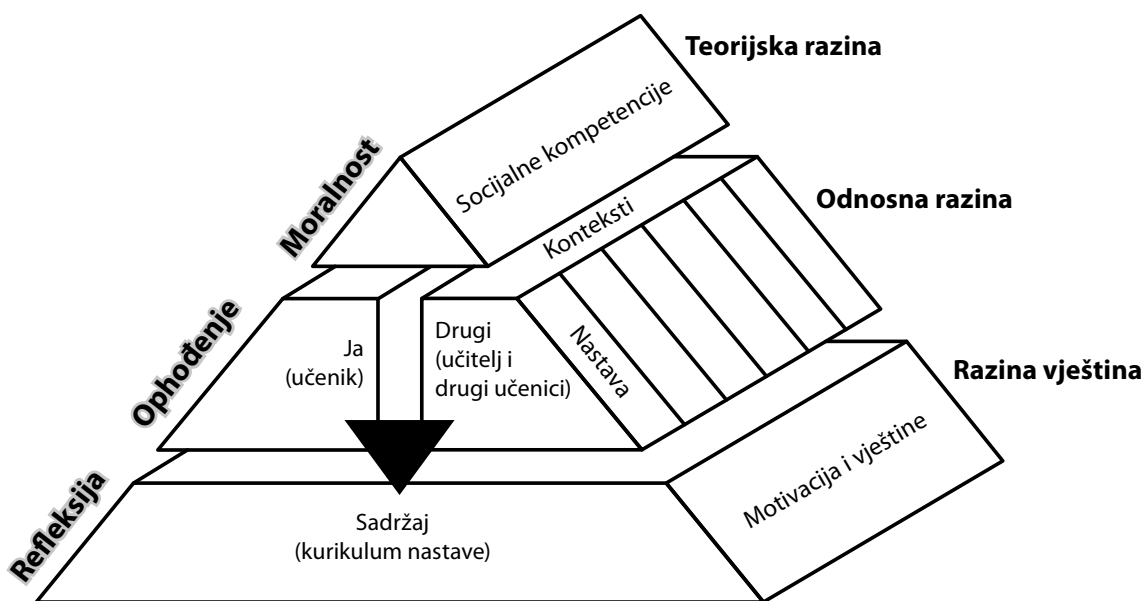 Teorijska razina
Socijalne kompetencije
Moralnost
Odnosna razina
Konteksti
Ophođenje
Ja
(učenik)
Drugi
(učitelj i
drugi učenici)
Nastava
Razina vještina
Motivacija i vještine
Refleksija
Sadržaj
(kurikulum nastave)